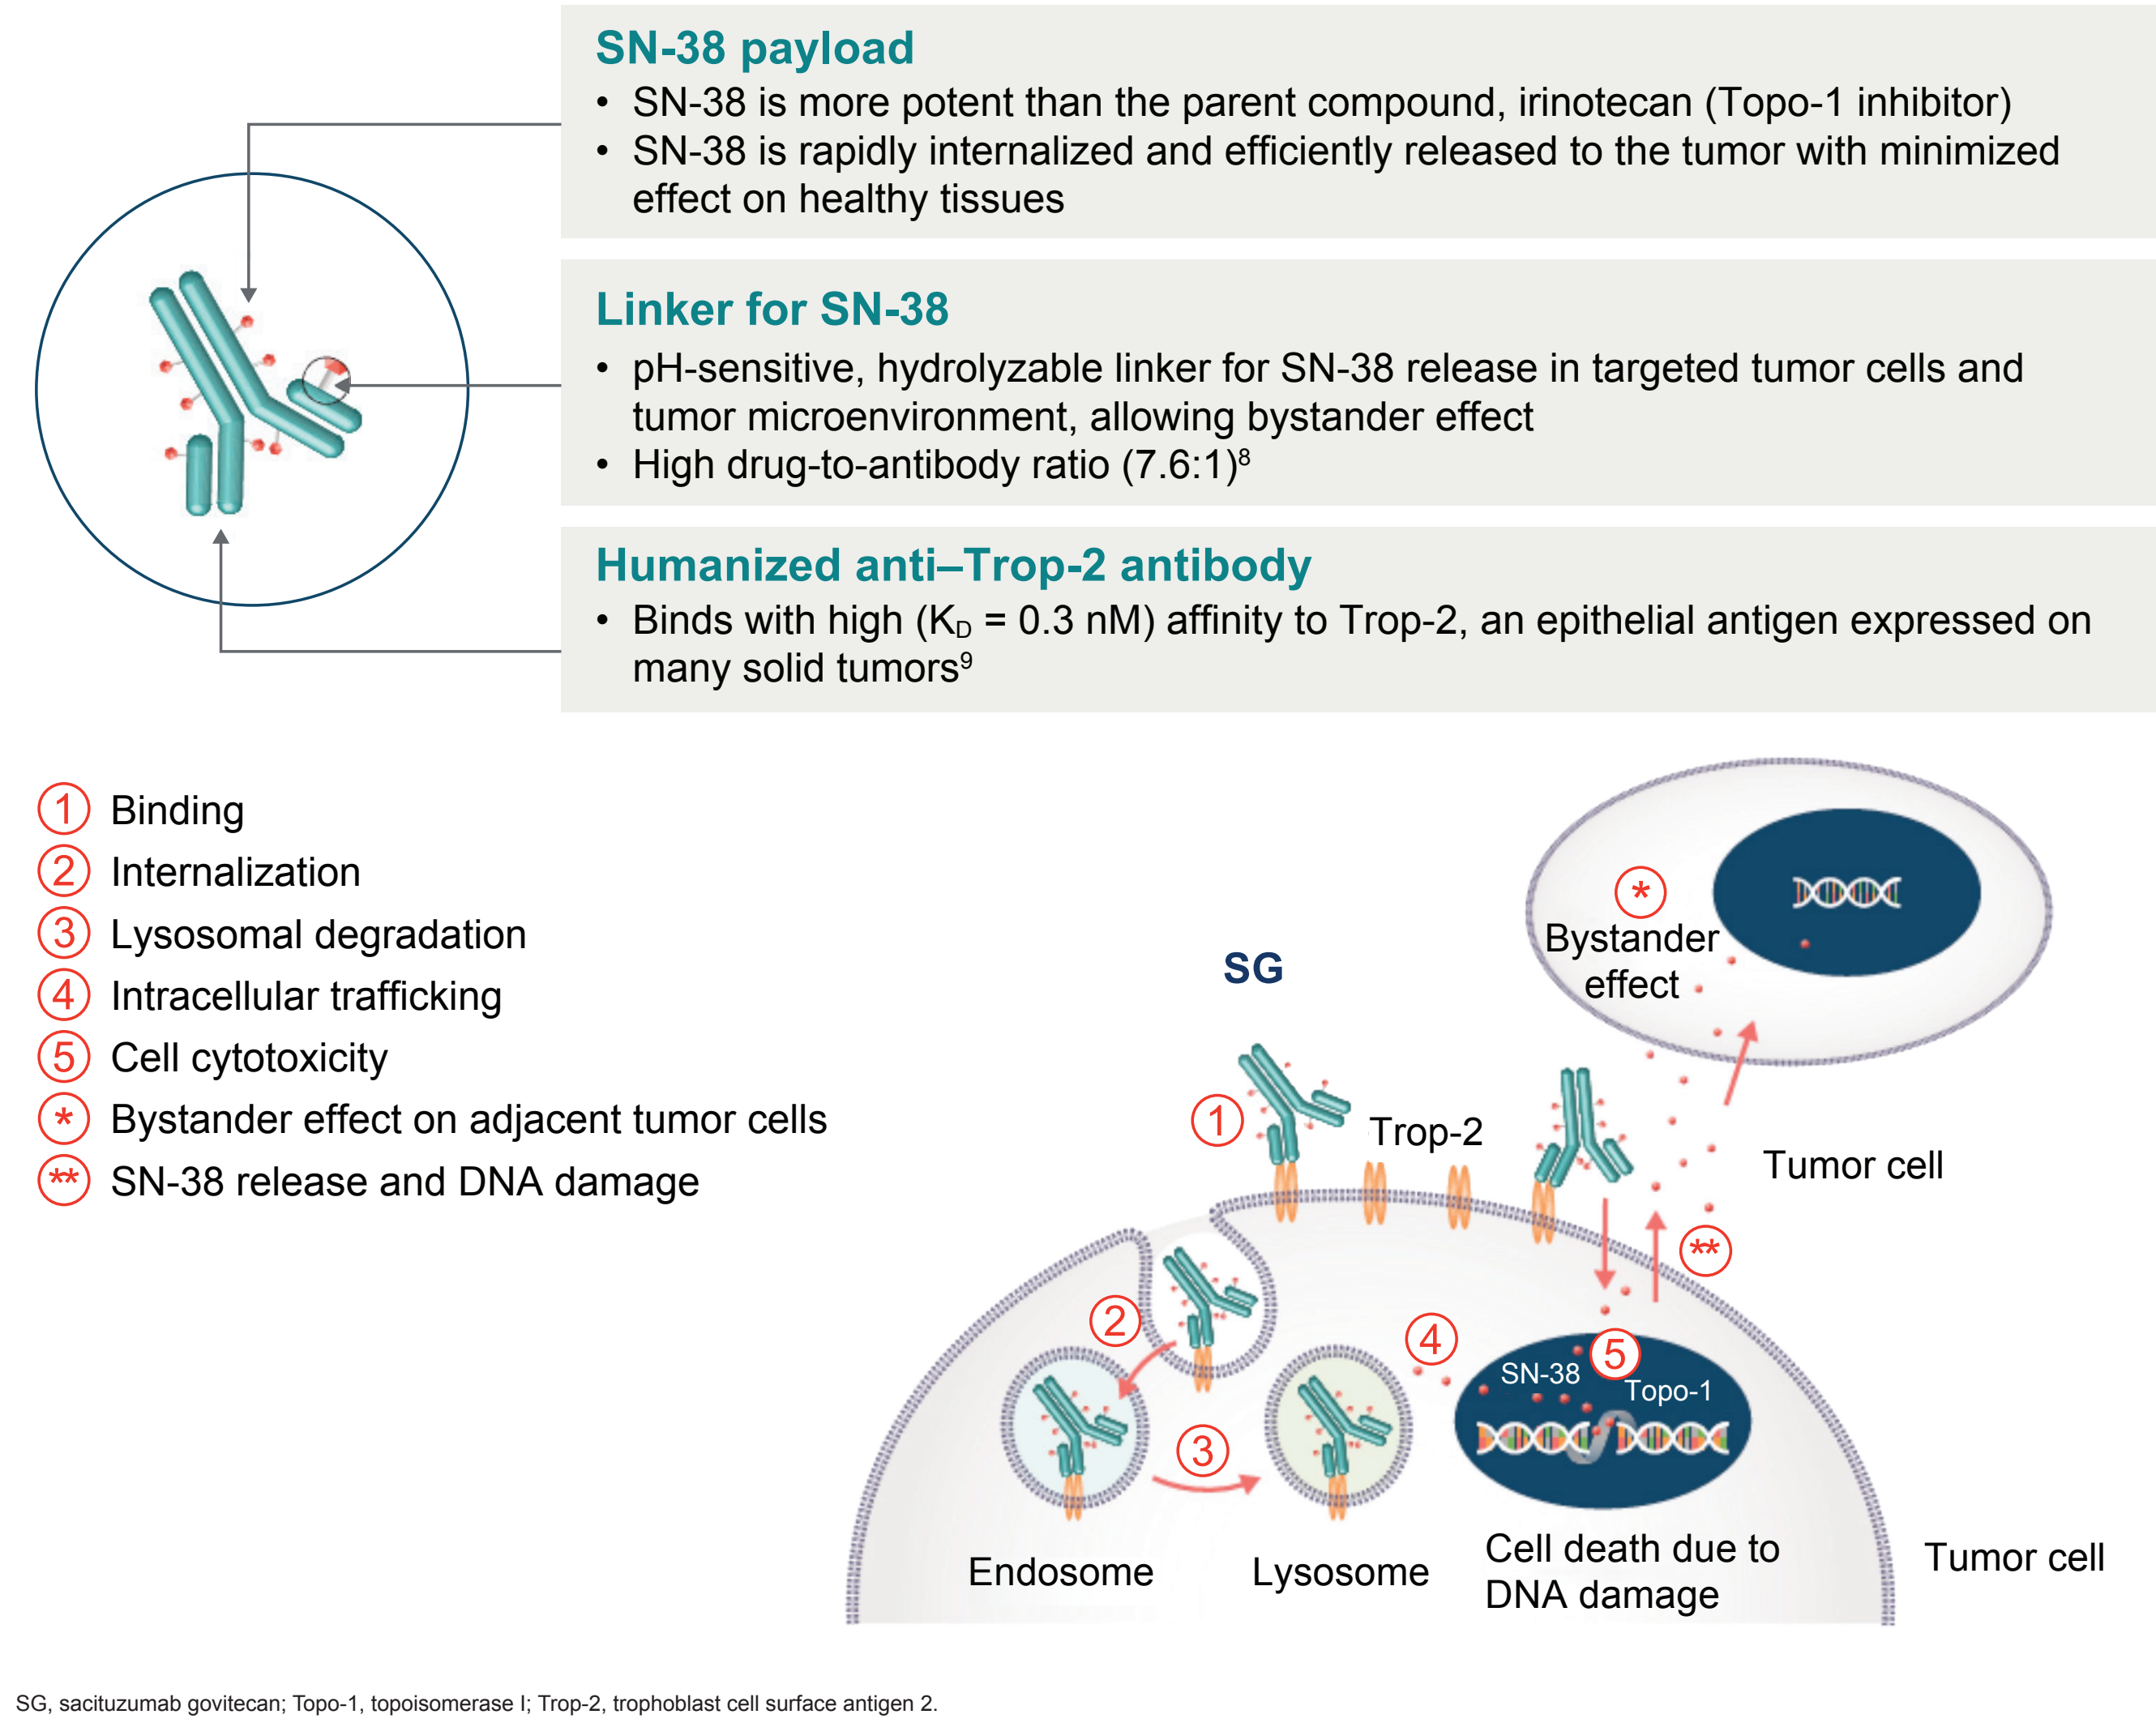 SN-38 payload
• SN-38 is more potent than the parent compound, irinotecan (Topo-1 inhibitor)
• SN-38 is rapidly internalized and efficiently released to the tumor with minimized
effect on healthy tissues
Linker for SN-38
• pH-sensitive, hydrolyzable linker for SN-38 release in targeted tumor cells and
tumor microenvironment, allowing bystander effect
• High drug-to-antibody ratio (7.6:1)⁸
Humanized anti–Trop-2 antibody
• Binds with high (K_D = 0.3 nM) affinity to Trop-2, an epithelial antigen expressed on
many solid tumors⁹
1 Binding
2 Internalization
3 Lysosomal degradation
4 Intracellular trafficking
5 Cell cytotoxicity
* Bystander effect on adjacent tumor cells
** SN-38 release and DNA damage
*
Bystander
effect
SG
1
Trop-2
Tumor cell
**
2
4
5
SN-38
Topo-1
3
Endosome
Lysosome
Cell death due to
DNA damage
Tumor cell
SG, sacituzumab govitecan; Topo-1, topoisomerase I; Trop-2, trophoblast cell surface antigen 2.